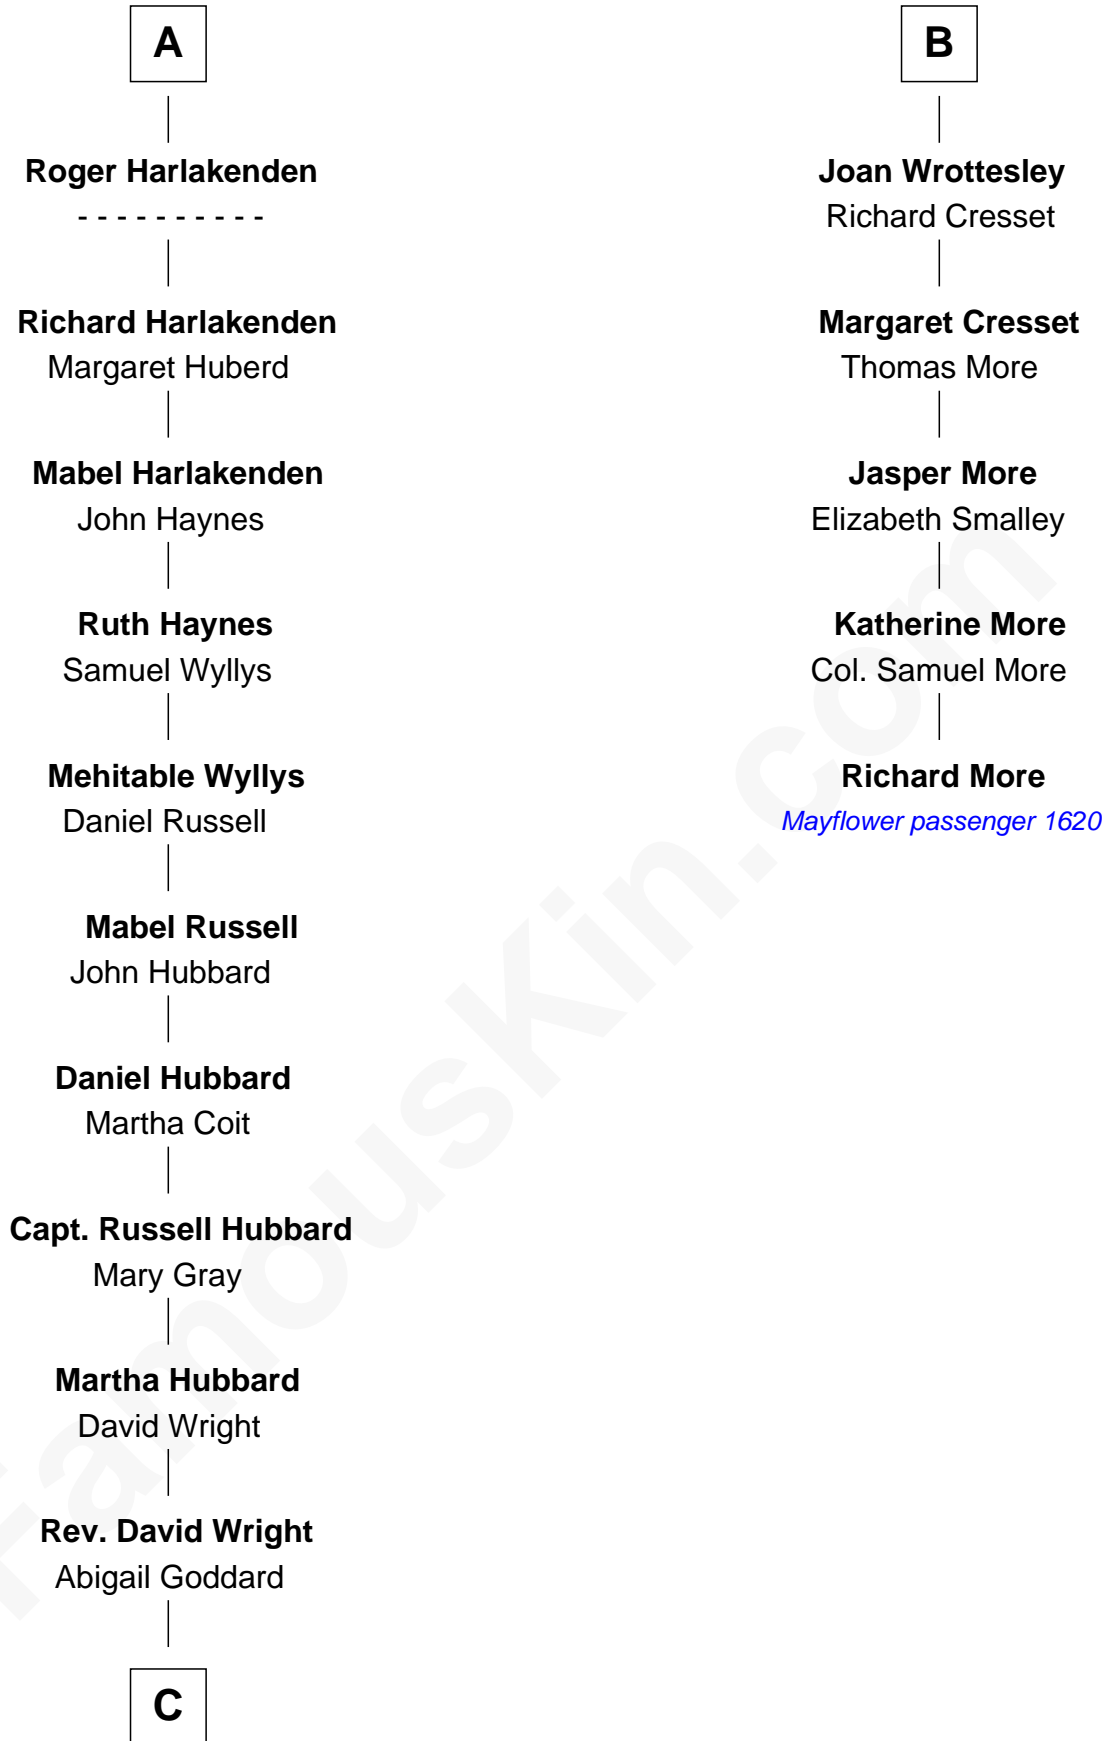 A
Roger Harlakenden
- - - - - - - - - -
Richard Harlakenden
Margaret Huberd
Mabel Harlakenden
John Haynes
Ruth Haynes
Samuel Wyllys
Mehitable Wyllys
Daniel Russell
Mabel Russell
John Hubbard
Daniel Hubbard
Martha Coit
Capt. Russell Hubbard
Mary Gray
Martha Hubbard
David Wright
Rev. David Wright
Abigail Goddard
C
B
Joan Wrottesley
Richard Cresset
Margaret Cresset
Thomas More
Jasper More
Elizabeth Smalley
Katherine More
Col. Samuel More
Richard More
Mayflower passenger 1620
FamousKin.com